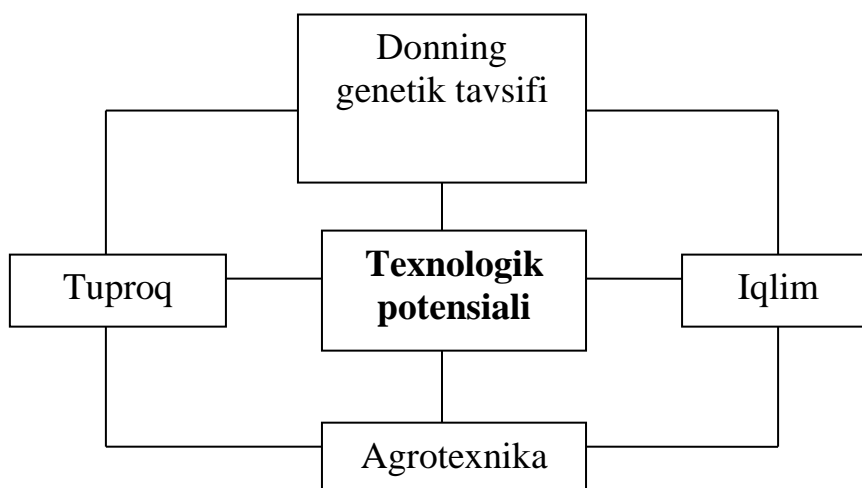 Donning
genetik tavsifi
Tuproq
Texnologik
potensiali
Iqlim
Agrotexnika